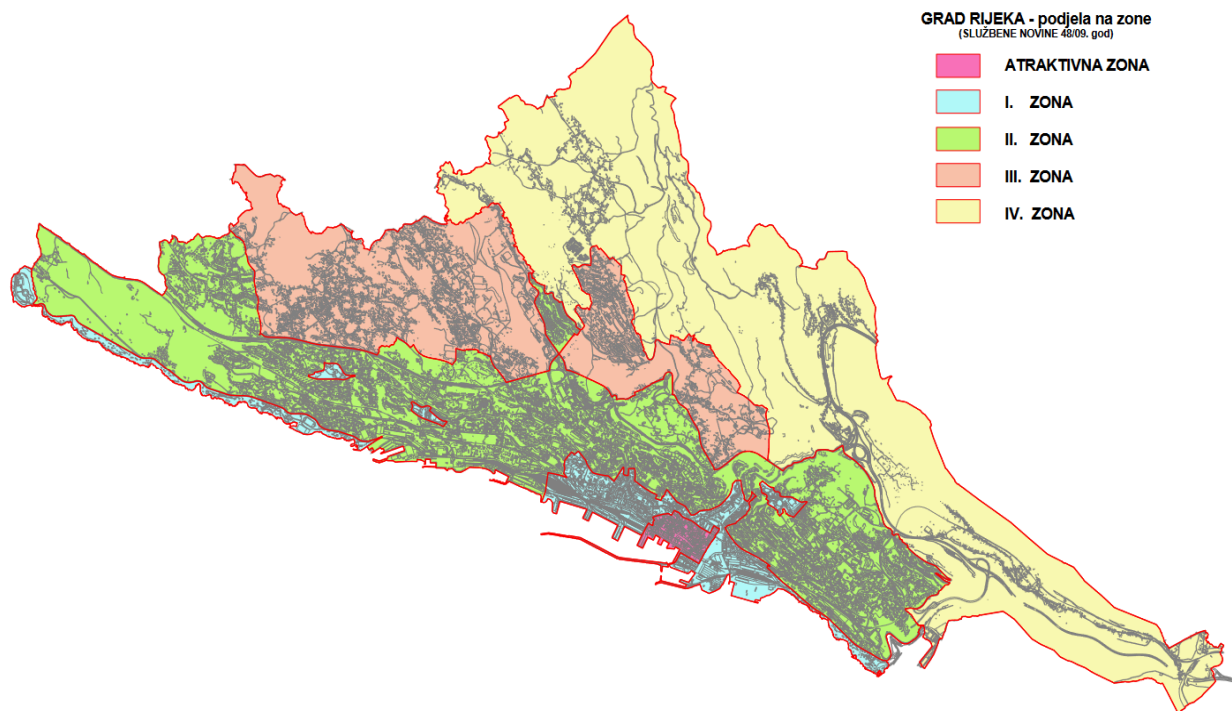 GRAD RIJEKA - podjela na zone
(SLUŽBENE NOVINE 48/09. god)
ATRAKTIVNA ZONA
I. ZONA
II. ZONA
III. ZONA
IV. ZONA